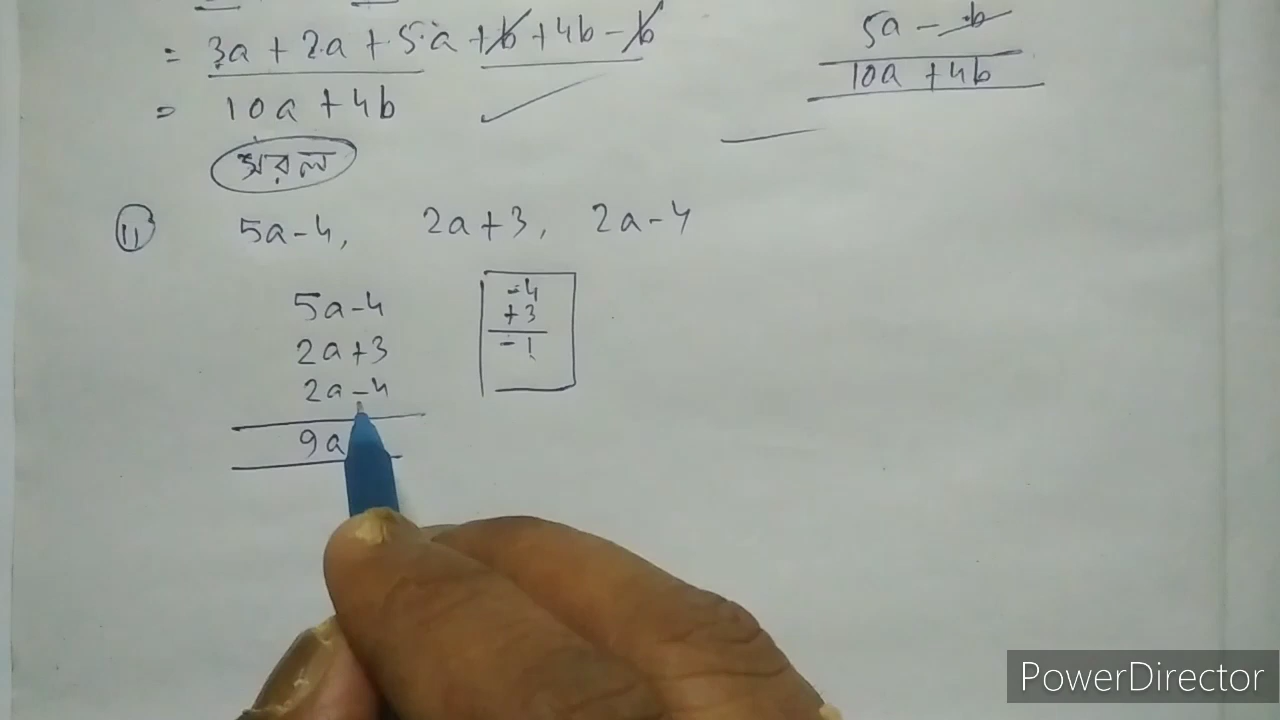 = 3a + 2a + 5a + b + 4b - b
= 10a + 4b
5a - b
10a + 4b
সরল
(ii) 5a-4, 2a+3, 2a-4
5a-4
2a+3
2a-4
9a
-4
+3
-1
PowerDirector